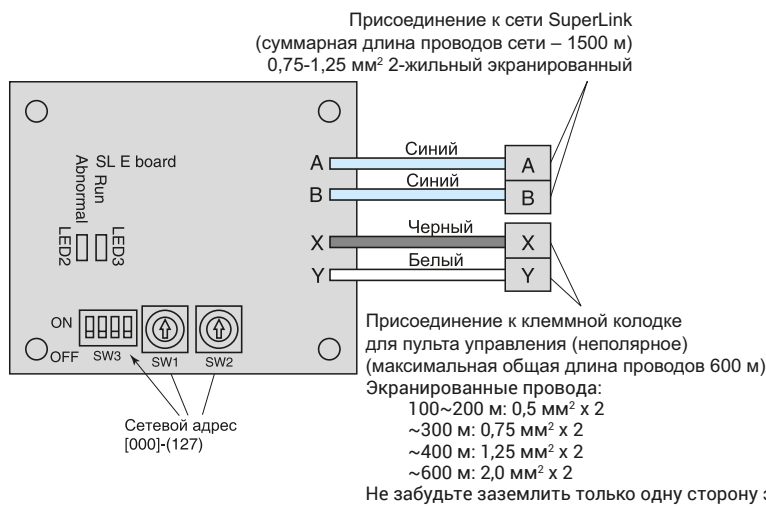 Присоединение к сети SuperLink
(суммарная длина проводов сети – 1500 м)
0,75-1,25 мм² 2-жильный экранированный
SL E board
Abnormal
Run
LED2
LED3
A
Синий
A
B
Синий
B
X
Черный
X
Y
Белый
Y
ON
OFF
SW3
SW1
SW2
Сетевой адрес
[000]-(127)
Присоединение к клеммной колодке
для пульта управления (неполярное)
(максимальная общая длина проводов 600 м)
Экранированные провода:
100~200 м: 0,5 мм² x 2
~300 м: 0,75 мм² x 2
~400 м: 1,25 мм² x 2
~600 м: 2,0 мм² x 2
Не забудьте заземлить только одну сторону